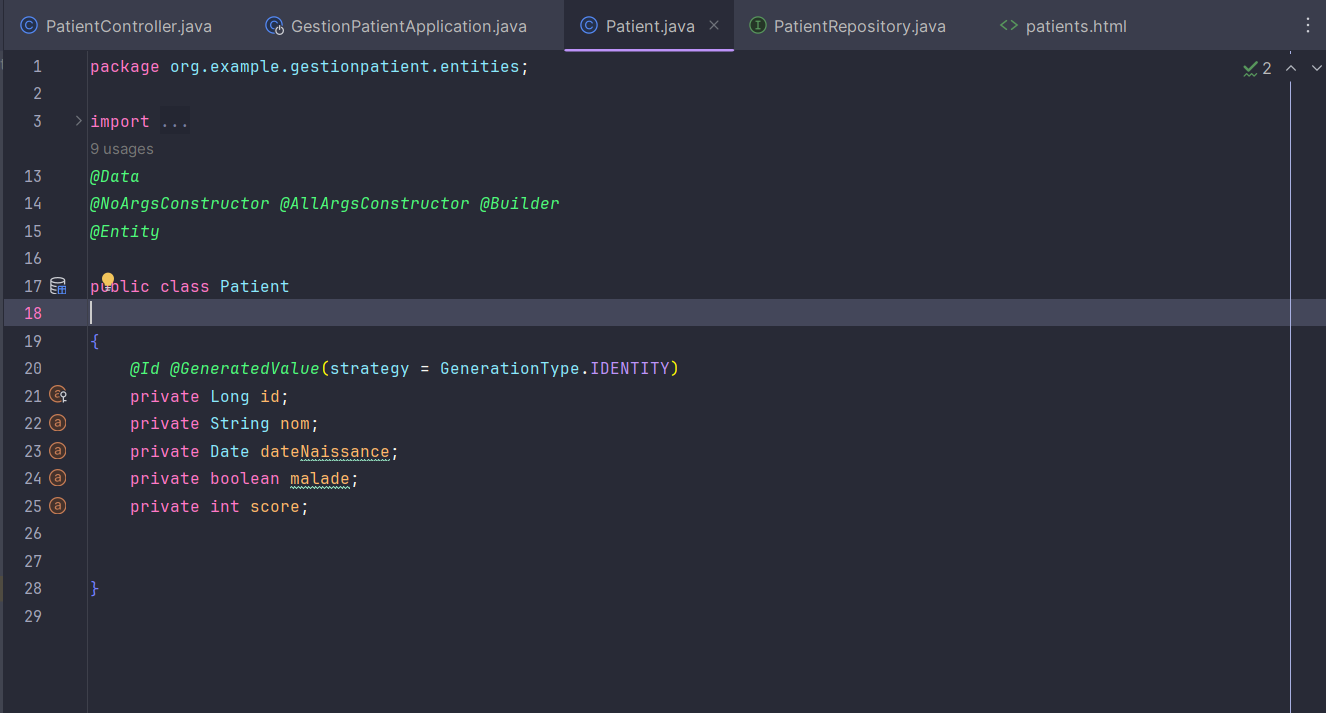 PatientController.java GestionPatientApplication.java Patient.java PatientRepository.java patients.html
1 package org.example.gestionpatient.entities;
2
3 import ...
9 usages
13 @Data
14 @NoArgsConstructor @AllArgsConstructor @Builder
15 @Entity
16
17 public class Patient
18
19 {
20 @Id @GeneratedValue(strategy = GenerationType.IDENTITY)
21 private Long id;
22 private String nom;
23 private Date dateNaissance;
24 private boolean malade;
25 private int score;
26
27
28 }
29
2